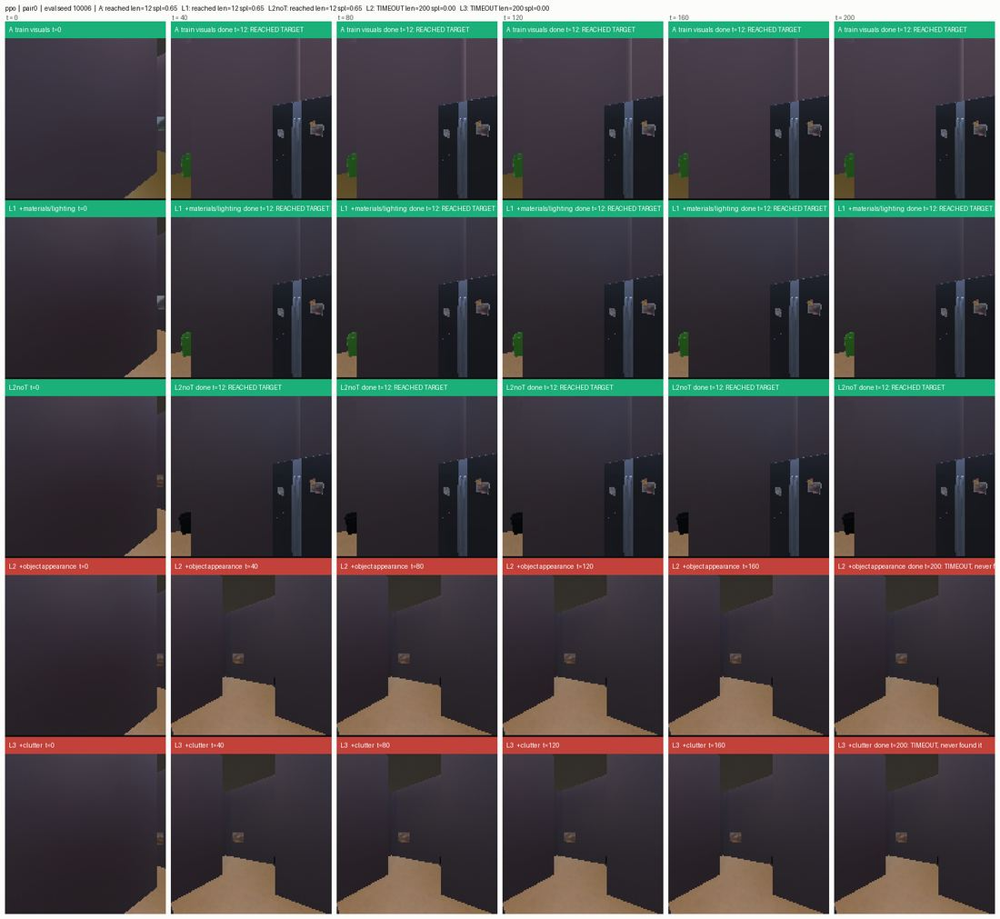 ppo | pair0 | eval seed 10006 | A: reached len=12 spl=0.65 L1: reached len=12 spl=0.65 L2noT: reached len=12 spl=0.65 L2: TIMEOUT len=200 spl=0.00 L3: TIMEOUT len=200 spl=0.00
t = 0 t = 40 t = 80 t = 120 t = 160 t = 200
A train visuals t=0 A train visuals done t=12: REACHED TARGET A train visuals done t=12: REACHED TARGET A train visuals done t=12: REACHED TARGET A train visuals done t=12: REACHED TARGET A train visuals done t=12: REACHED TARGET
L1 +materials/lighting t=0 L1 +materials/lighting done t=12: REACHED TARGET L1 +materials/lighting done t=12: REACHED TARGET L1 +materials/lighting done t=12: REACHED TARGET L1 +materials/lighting done t=12: REACHED TARGET L1 +materials/lighting done t=12: REACHED TARGET
L2noT t=0 L2noT done t=12: REACHED TARGET L2noT done t=12: REACHED TARGET L2noT done t=12: REACHED TARGET L2noT done t=12: REACHED TARGET L2noT done t=12: REACHED TARGET
L2 +object appearance t=0 L2 +object appearance t=40 L2 +object appearance t=80 L2 +object appearance t=120 L2 +object appearance t=160 L2 +object appearance done t=200: TIMEOUT, never f
L3 +clutter t=0 L3 +clutter t=40 L3 +clutter t=80 L3 +clutter t=120 L3 +clutter t=160 L3 +clutter done t=200: TIMEOUT, never found it